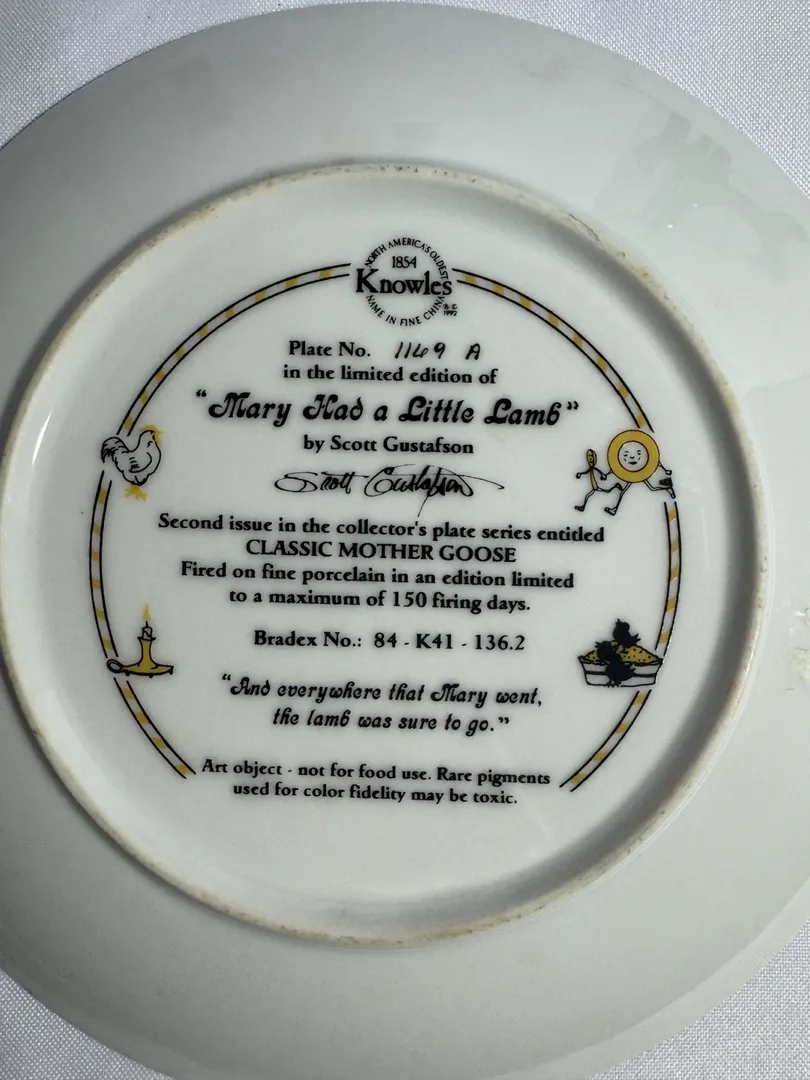 NORTH AMERICA'S OLDEST
1854
Knowles
NAME IN FINE CHINA
® ©
1992
Plate No. 1149 A
in the limited edition of
“Mary Had a Little Lamb”
by Scott Gustafson
Scott Gustafson
Second issue in the collector's plate series entitled
CLASSIC MOTHER GOOSE
Fired on fine porcelain in an edition limited
to a maximum of 150 firing days.
Bradex No.: 84 - K41 - 136.2
“And everywhere that Mary went,
the lamb was sure to go.”
Art object - not for food use. Rare pigments
used for color fidelity may be toxic.